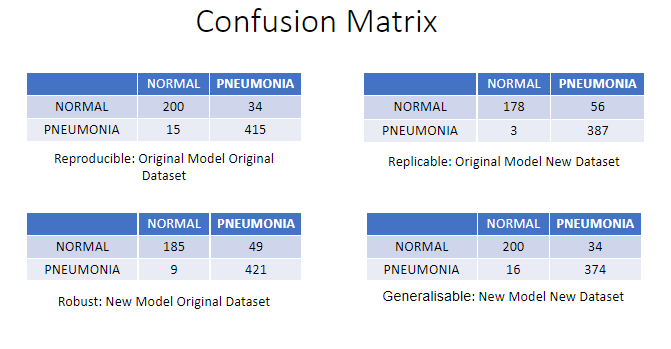 Confusion Matrix
NORMAL PNEUMONIA
NORMAL 200 34
PNEUMONIA 15 415
Reproducible: Original Model Original
Dataset
NORMAL PNEUMONIA
NORMAL 178 56
PNEUMONIA 3 387
Replicable: Original Model New Dataset
NORMAL PNEUMONIA
NORMAL 185 49
PNEUMONIA 9 421
Robust: New Model Original Dataset
NORMAL PNEUMONIA
NORMAL 200 34
PNEUMONIA 16 374
Generalisable: New Model New Dataset